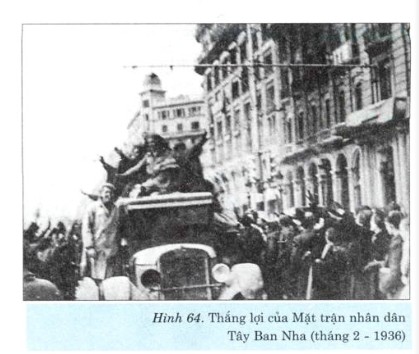 Hình 64. Thắng lợi của Mặt trận nhân dân
Tây Ban Nha (tháng 2 - 1936)